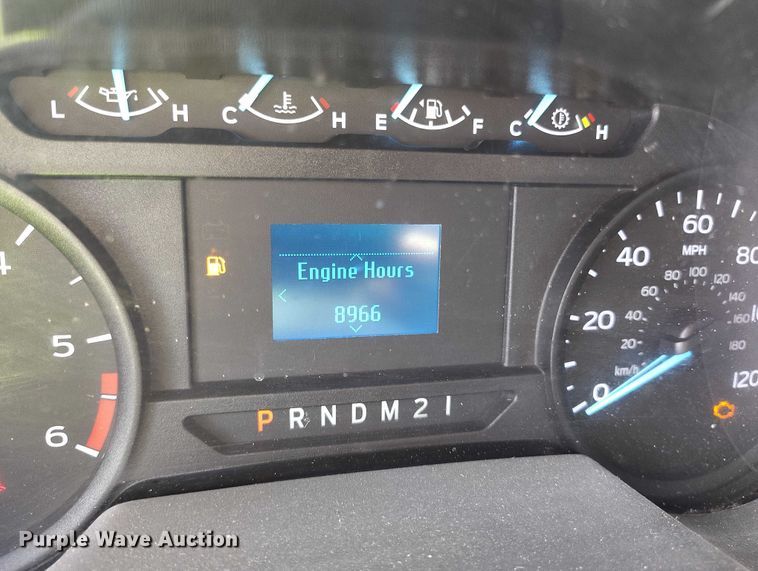 L H C H E F C H
4
5
6
Engine Hours
8966
P R N D M 2 1
0 20 40 60 80
120
MPH
20 40 60 80 100 120 140 160 180
km/h
Purple Wave Auction